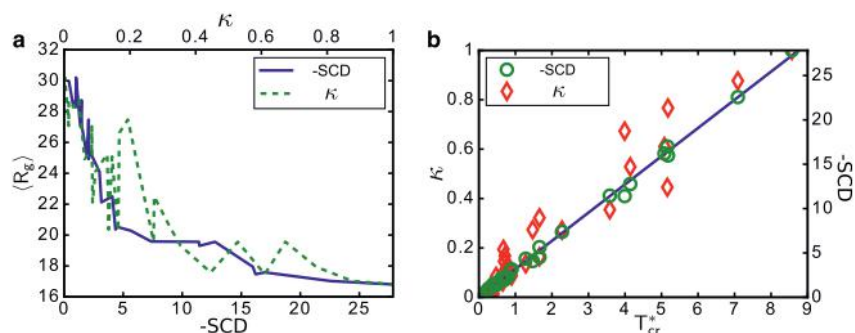 κ
0 0.2 0.4 0.6 0.8 1
a
32
30
28
26
24
22
20
18
16
⟨R_g⟩
-SCD
κ
0 5 10 15 20 25
-SCD
b
1
0.8
0.6
0.4
0.2
0
κ
-SCD
κ
25
20
15
10
5
0
-SCD
0 1 2 3 4 5 6 7 8 9
T*_cr